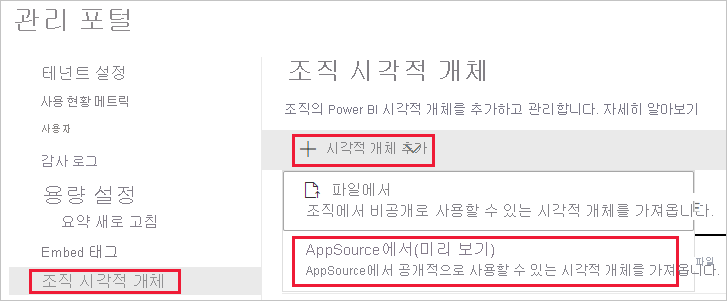 관리 포털
테넌트 설정
사용 현황 메트릭
사용자
감사 로그
용량 설정
요약 새로 고침
Embed 태그
조직 시각적 개체
조직 시각적 개체
조직의 Power BI 시각적 개체를 추가하고 관리합니다. 자세히 알아보기
시각적 개체 추가
파일에서
조직에서 비공개로 사용할 수 있는 시각적 개체를 가져옵니다.
AppSource에서(미리 보기)
AppSource에서 공개적으로 사용할 수 있는 시각적 개체를 가져옵니다.
파일